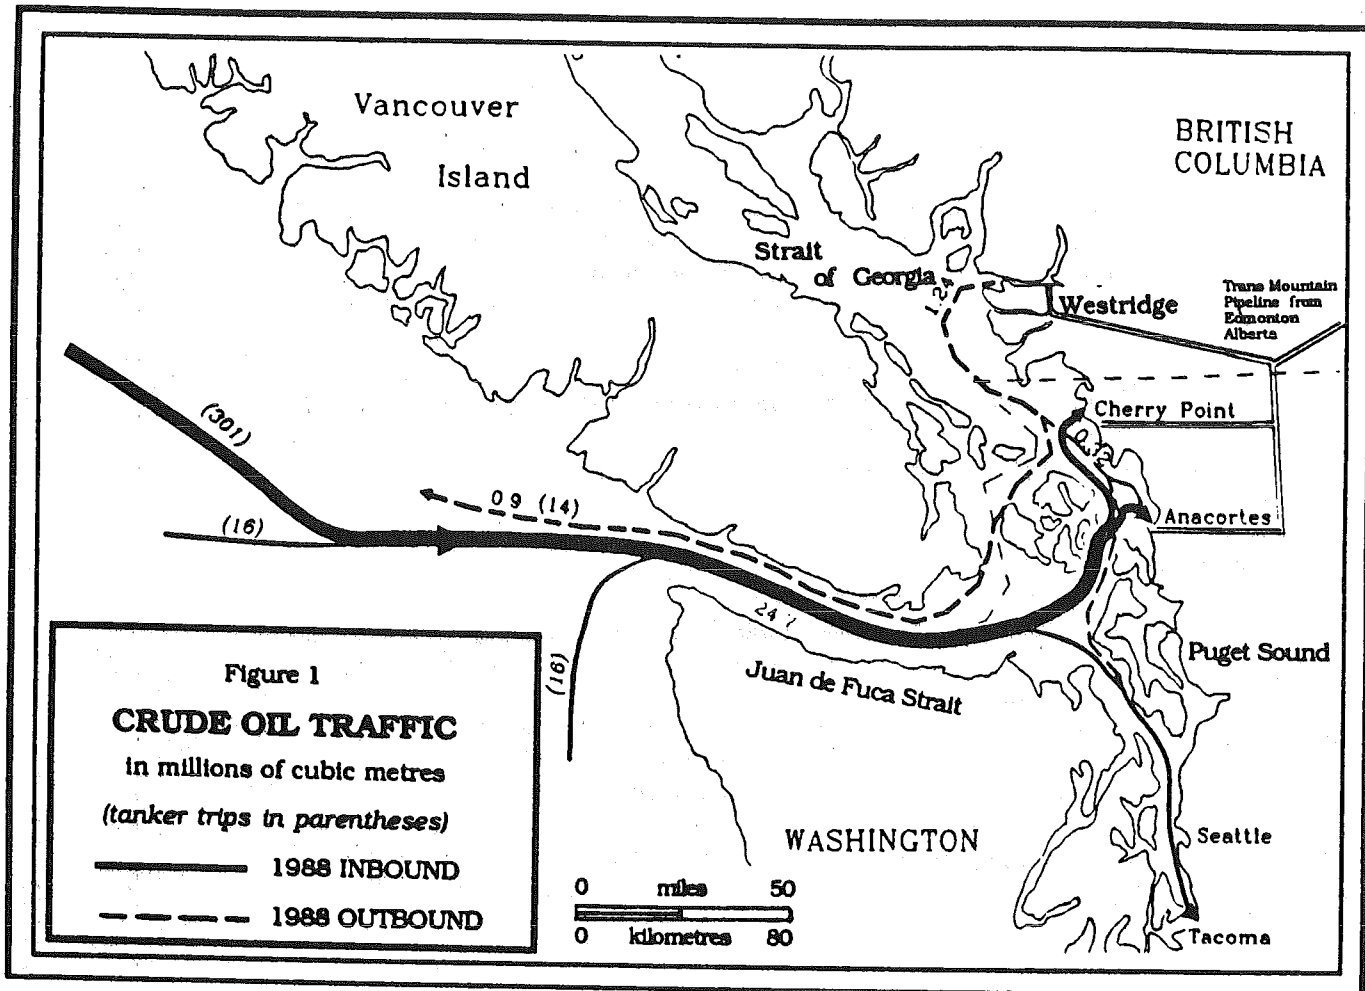 Vancouver
Island
BRITISH
COLUMBIA
Strait
of Georgia
1.24
Westridge
Trans Mountain
Pipeline from
Edmonton
Alberta
Cherry Point
(301)
0.9 (14)
(16)
Anacortes
24.7
(16)
Juan de Fuca Strait
Puget Sound
WASHINGTON
Seattle
Tacoma
Figure 1
CRUDE OIL TRAFFIC
in millions of cubic metres
(tanker trips in parentheses)
1988 INBOUND
1988 OUTBOUND
0 miles 50
0 kilometres 80